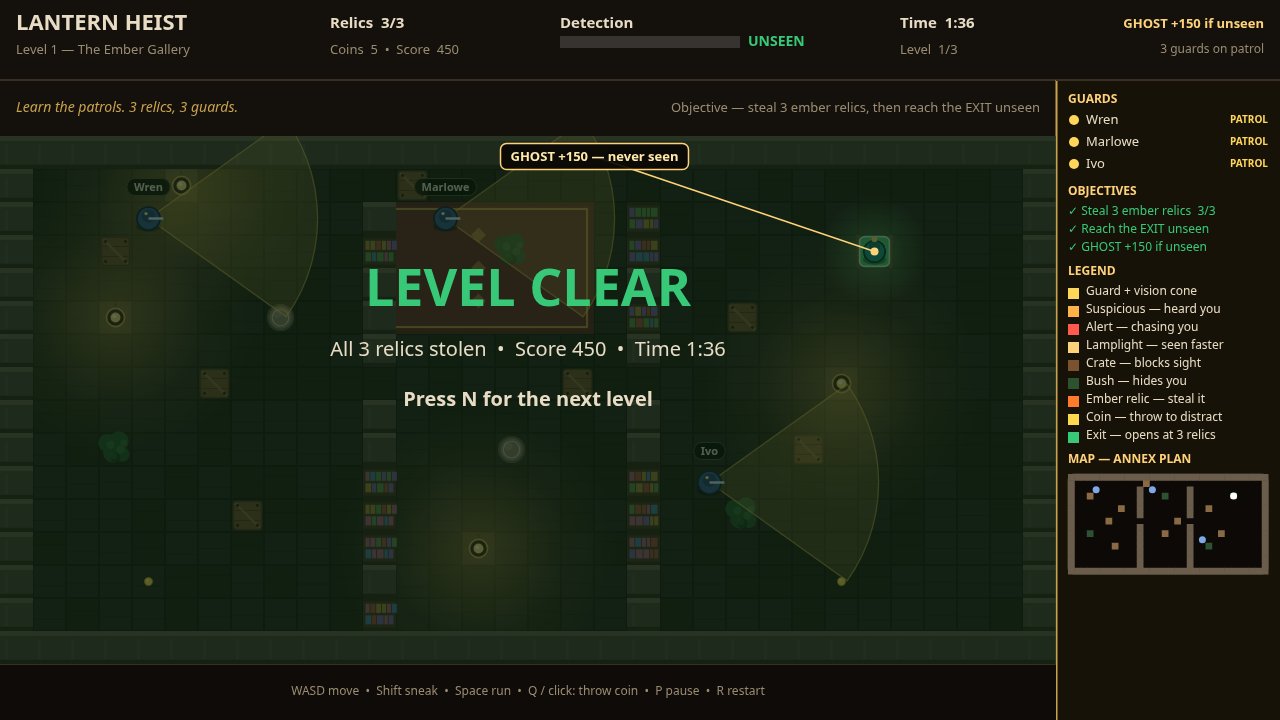 LANTERN HEIST
Level 1 — The Ember Gallery
Relics 3/3
Coins 5 • Score 450
Detection
UNSEEN
Time 1:36
Level 1/3
GHOST +150 if unseen
3 guards on patrol
Learn the patrols. 3 relics, 3 guards.
Objective — steal 3 ember relics, then reach the EXIT unseen
GHOST +150 — never seen
Wren
Marlowe
Ivo
LEVEL CLEAR
All 3 relics stolen • Score 450 • Time 1:36
Press N for the next level
GUARDS
Wren PATROL
Marlowe PATROL
Ivo PATROL
OBJECTIVES
✓ Steal 3 ember relics 3/3
✓ Reach the EXIT unseen
✓ GHOST +150 if unseen
LEGEND
Guard + vision cone
Suspicious — heard you
Alert — chasing you
Lamplight — seen faster
Crate — blocks sight
Bush — hides you
Ember relic — steal it
Coin — throw to distract
Exit — opens at 3 relics
MAP — ANNEX PLAN
WASD move • Shift sneak • Space run • Q / click: throw coin • P pause • R restart